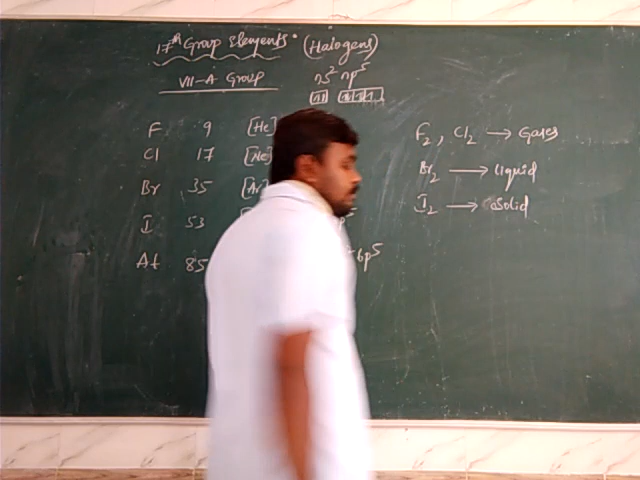 17th Group Elements. (Halogens)
VII-A Group ns² np⁵
F 9 [He]
Cl 17 [Ne]
Br 35 [Ar]
I 53
At 85 6p⁵
F₂, Cl₂ → Gases
Br₂ → liquid
I₂ → Solid